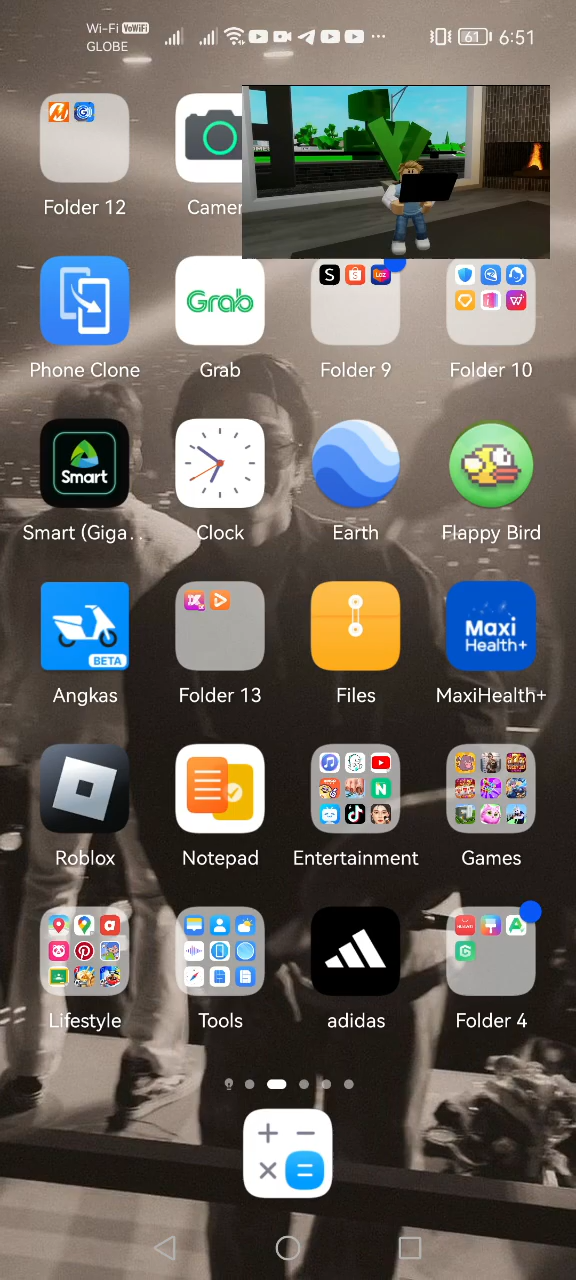 Wi-Fi VoWiFi
GLOBE
61
6:51
Folder 12
Camer
Grab
Phone Clone
Grab
Folder 9
Folder 10
Smart
Smart (Giga..
Clock
Earth
Flappy Bird
BETA
Maxi
Health+
Angkas
Folder 13
Files
MaxiHealth+
Roblox
Notepad
Entertainment
Games
Lifestyle
Tools
adidas
Folder 4